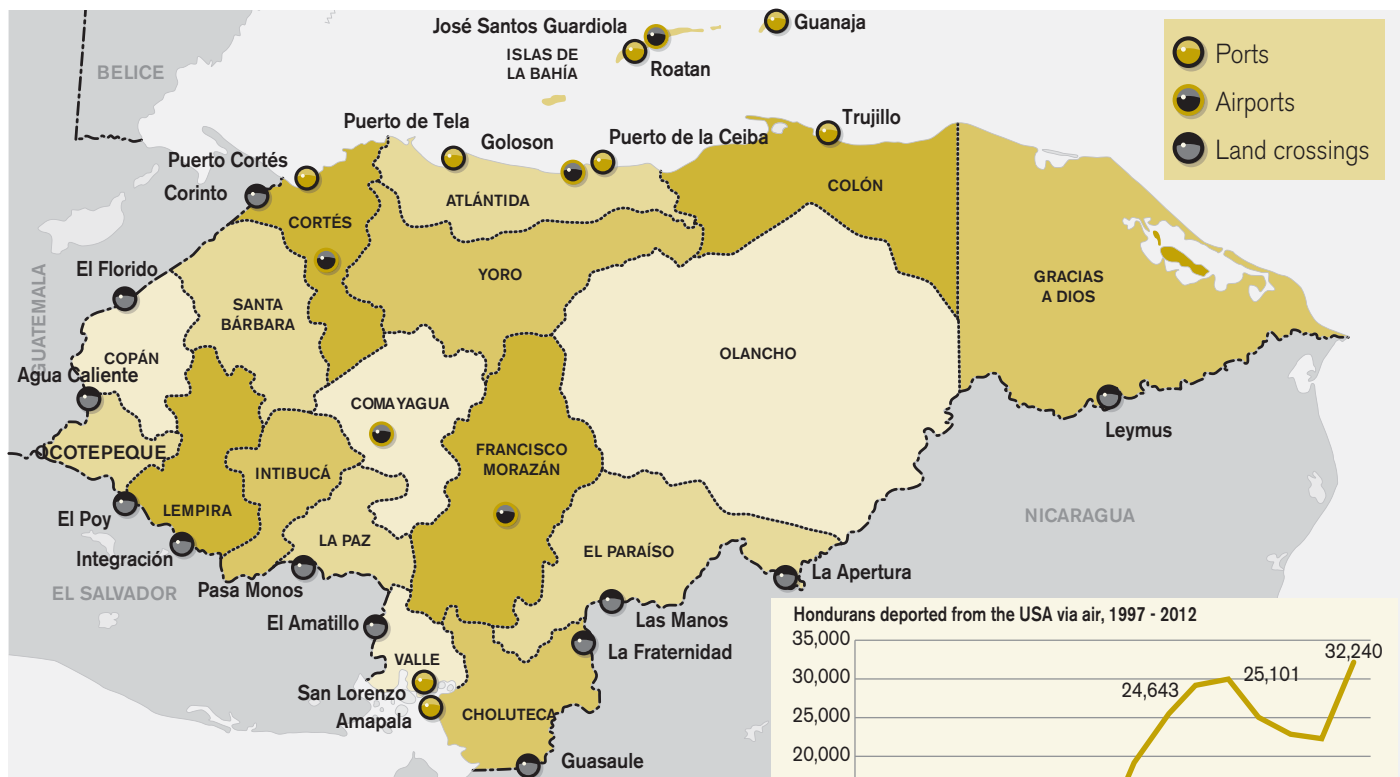 José Santos Guardiola
Guanaja
ISLAS DE
LA BAHÍA
Roatan
Ports
Airports
Land crossings
BELICE
Puerto de Tela
Goloson
Puerto de la Ceiba
Trujillo
Puerto Cortés
Corinto
CORTÉS
ATLÁNTIDA
COLÓN
El Florido
GUATEMALA
SANTA
BÁRBARA
YORO
GRACIAS
A DIOS
COPÁN
Agua Caliente
OLANCHO
COMAYAGUA
Leymus
OCOTEPEQUE
INTIBUCÁ
FRANCISCO
MORAZÁN
El Poy
LEMPIRA
NICARAGUA
Integración
LA PAZ
EL PARAÍSO
EL SALVADOR
Pasa Monos
La Apertura
El Amatillo
Las Manos
La Fraternidad
VALLE
San Lorenzo
Amapala
CHOLUTECA
Guasaule
Hondurans deported from the USA via air, 1997 - 2012
35,000
30,000
25,000
20,000
24,643
25,101
32,240